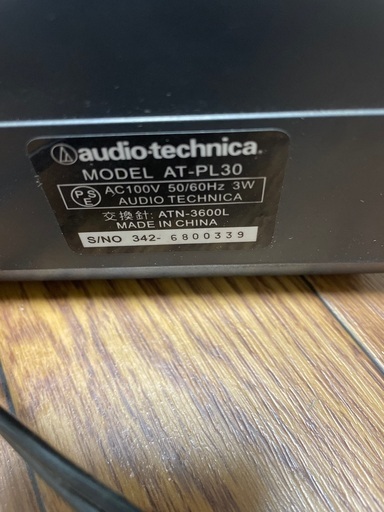 audio-technica.
MODEL AT-PL30
PSE AC100V 50/60Hz 3W
AUDIO TECHNICA
交換針: ATN-3600L
MADE IN CHINA
S/NO 342-6800339